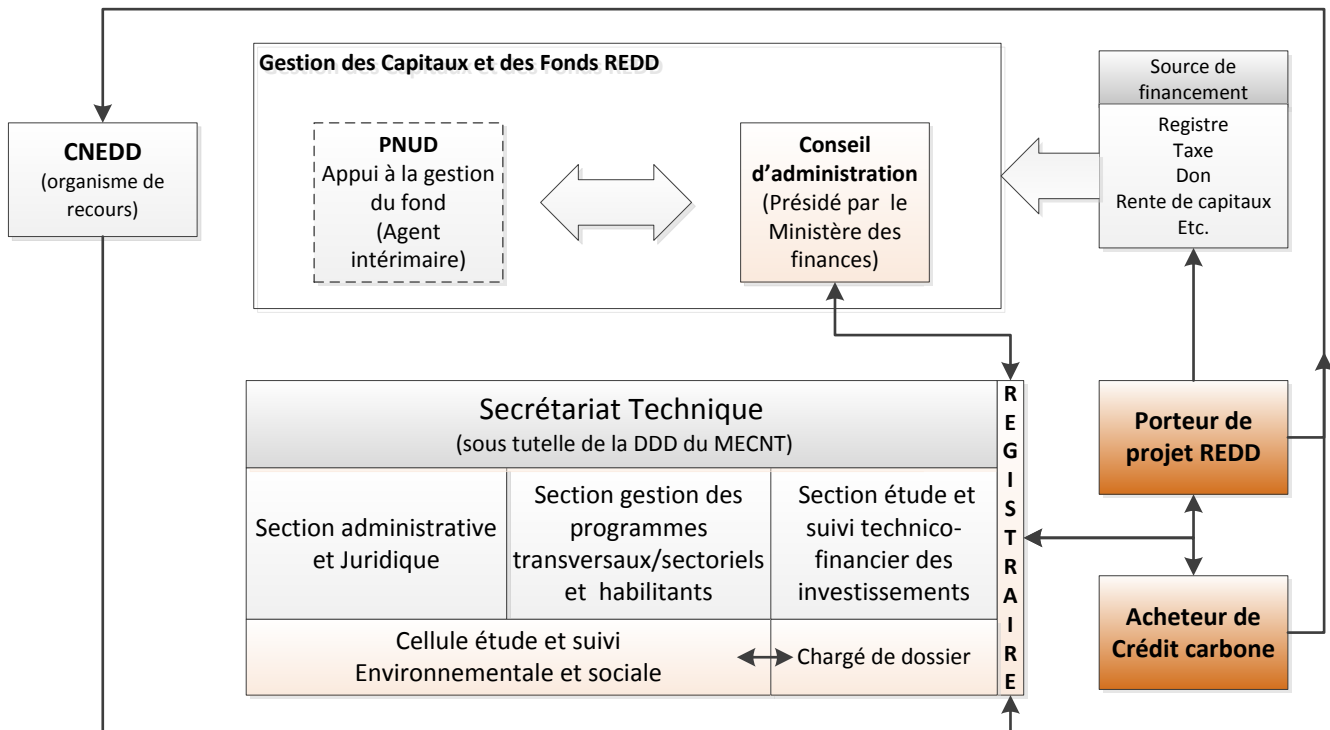 Gestion des Capitaux et des Fonds REDD
CNEDD
(organisme de
recours)
PNUD
Appui à la gestion
du fond
(Agent
intérimaire)
Conseil
d'administration
(Présidé par le
Ministère des
finances)
Source de
financement
Registre
Taxe
Don
Rente de capitaux
Etc.
Secrétariat Technique
(sous tutelle de la DDD du MECNT)
Section administrative
et Juridique
Section gestion des
programmes
transversaux/sectoriels
et habilitants
Section étude et
suivi technico-
financier des
investissements
Cellule étude et suivi
Environnementale et sociale
Chargé de dossier
R
E
G
I
S
T
R
A
I
R
E
Porteur de
projet REDD
Acheteur de
Crédit carbone